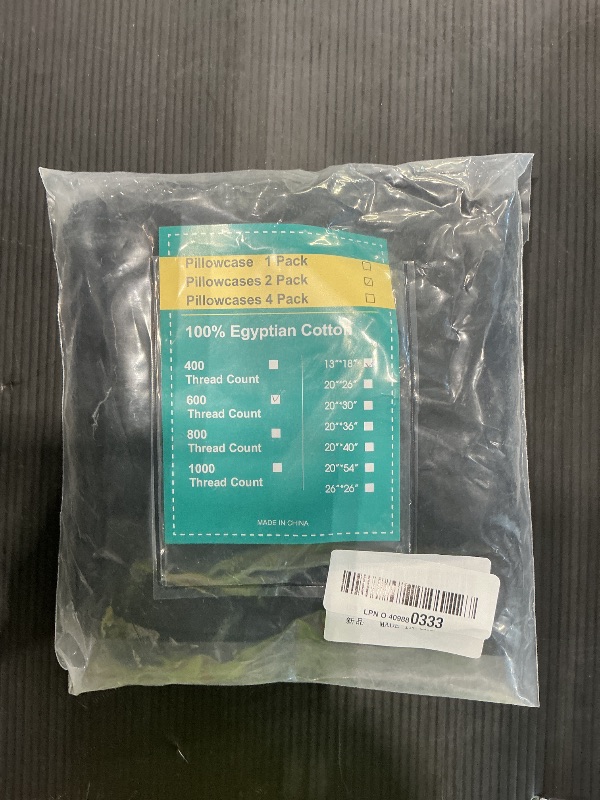 Pillowcase 1 Pack ☐
Pillowcases 2 Pack ☑
Pillowcases 4 Pack ☐
100% Egyptian Cotton
400
Thread Count
600 ☑
Thread Count
800
Thread Count
1000
Thread Count
13"*18"
20"*26"
20"*30"
20"*36"
20"*40"
20"*54"
26"*26"
MADE IN CHINA
LPN O 40988 0333
新品